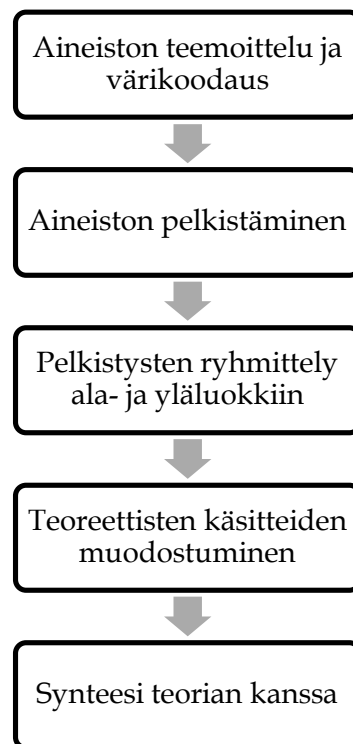 Aineiston teemoittelu ja
värikoodaus
Aineiston pelkistäminen
Pelkistysten ryhmittely
ala- ja yläluokkiin
Teoreettisten käsitteiden
muodostuminen
Synteesi teorian kanssa